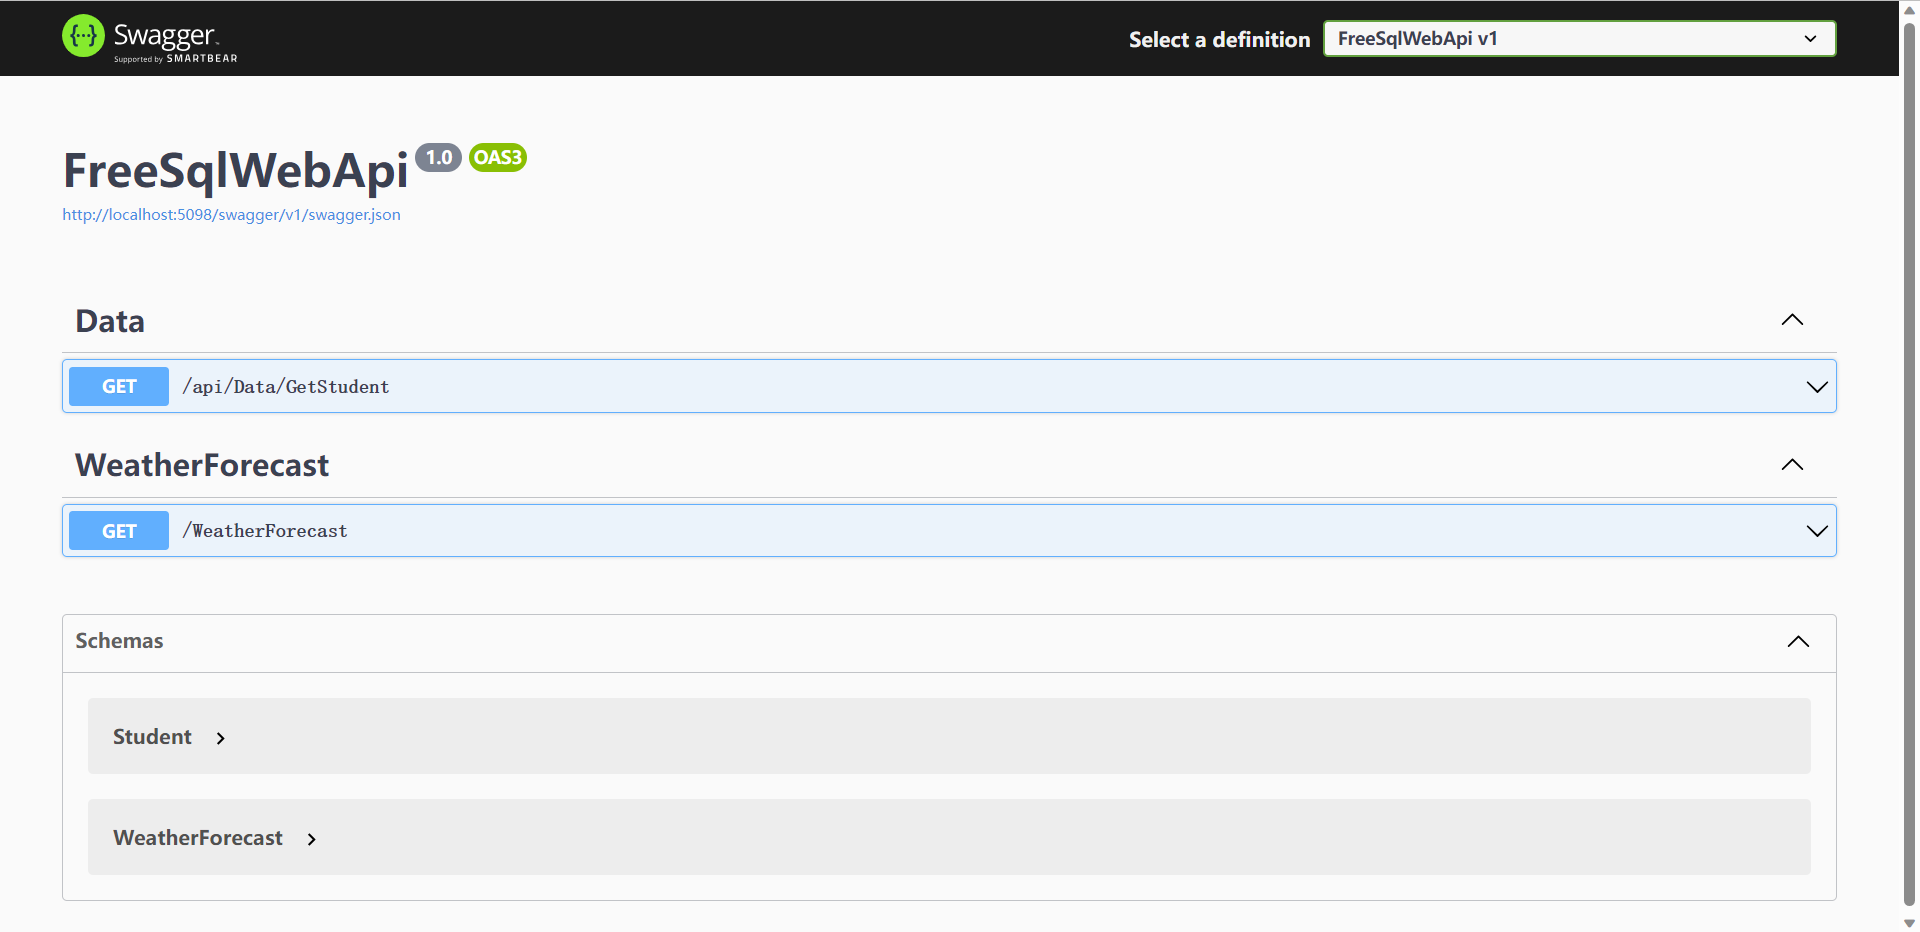 Swagger
Supported by SMARTBEAR
Select a definition
FreeSqlWebApi v1
FreeSqlWebApi 1.0 OAS3
http://localhost:5098/swagger/v1/swagger.json
Data
GET /api/Data/GetStudent
WeatherForecast
GET /WeatherForecast
Schemas
Student
WeatherForecast